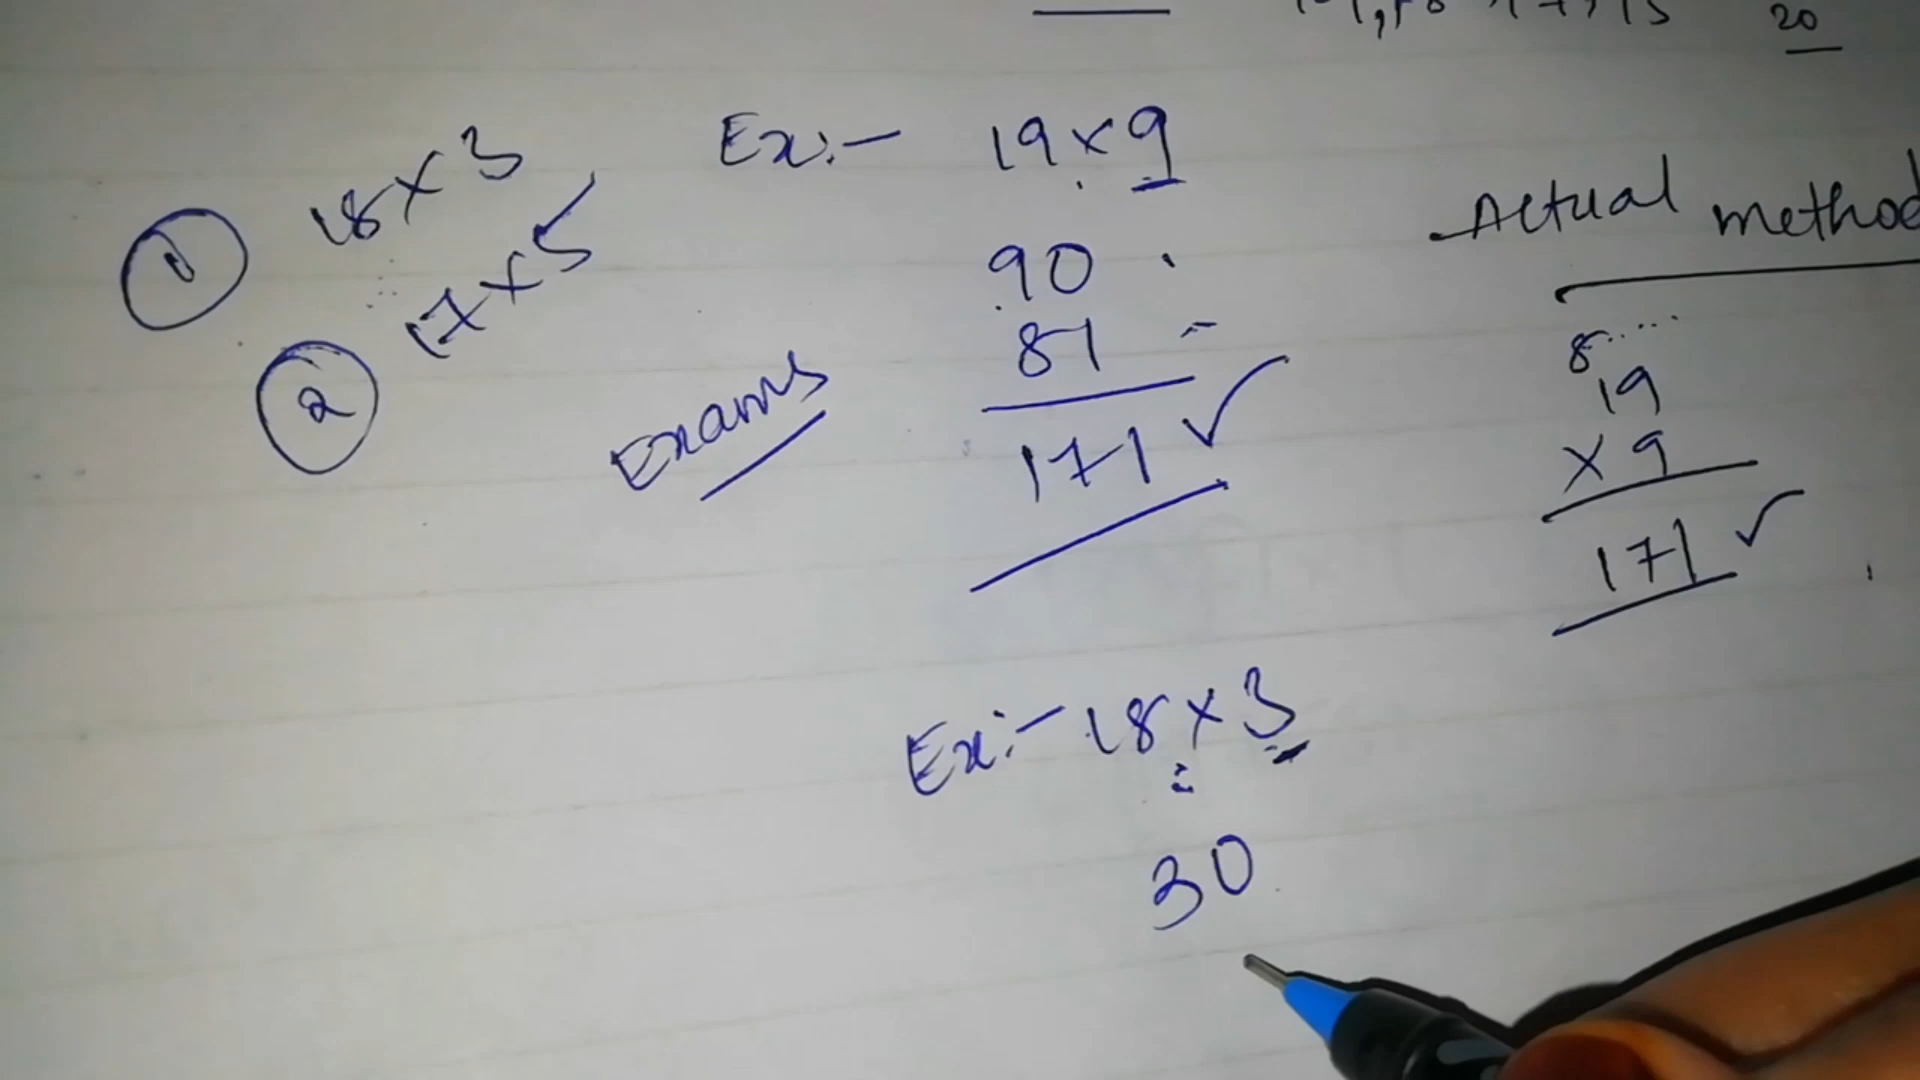 20
① 18 × 3
② 17 × 5
Exams
Ex:- 19 × 9
90
81
171 ✓
Actual method
8
19
× 9
171 ✓
Ex:- 18 × 3
30